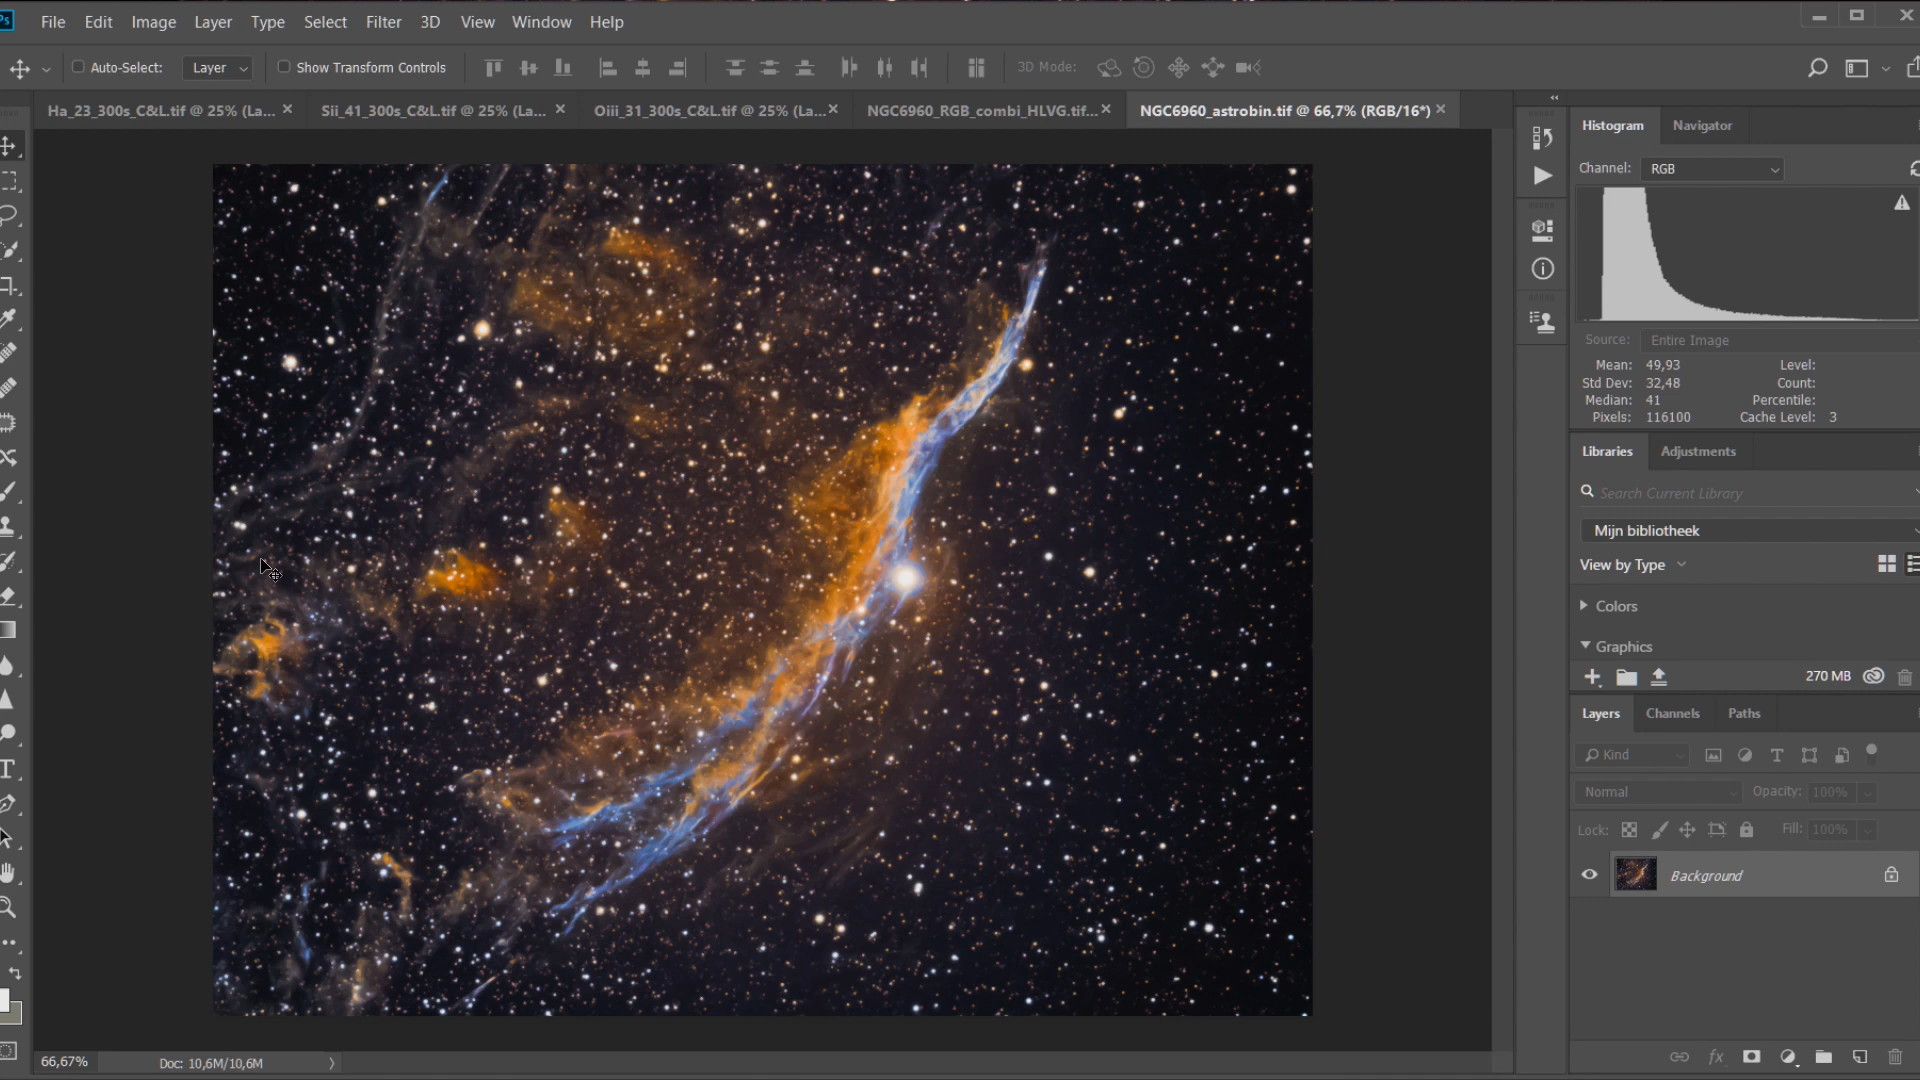 Ps File Edit Image Layer Type Select Filter 3D View Window Help
Auto-Select: Layer Show Transform Controls 3D Mode:
Ha_23_300s_C&L.tif @ 25% (La... Sii_41_300s_C&L.tif @ 25% (La... Oiii_31_300s_C&L.tif @ 25% (La... NGC6960_RGB_combi_HLVG.tif... NGC6960_astrobin.tif @ 66,7% (RGB/16*)
Histogram Navigator
Channel: RGB
Source: Entire Image
Mean: 49,93 Level:
Std Dev: 32,48 Count:
Median: 41 Percentile:
Pixels: 116100 Cache Level: 3
Libraries Adjustments
Search Current Library
Mijn bibliotheek
View by Type
Colors
Graphics
270 MB
Layers Channels Paths
Kind
Normal Opacity: 100%
Lock: Fill: 100%
Background
fx
66,67% Doc: 10,6M/10,6M